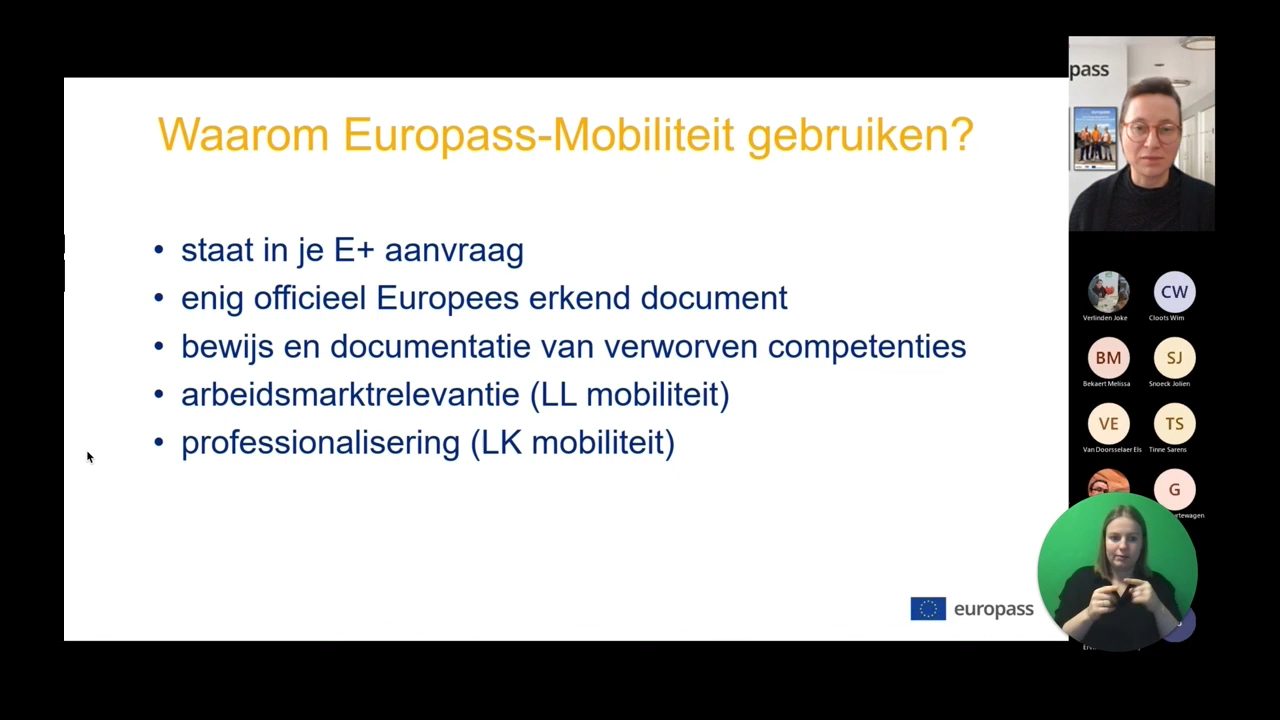 Waarom Europass-Mobiliteit gebruiken?
• staat in je E+ aanvraag
• enig officieel Europees erkend document
• bewijs en documentatie van verworven competenties
• arbeidsmarktrelevantie (LL mobiliteit)
• professionalisering (LK mobiliteit)
europass
pass
CW
Verlinden Joke
Cloots Wim
BM
SJ
Bekaert Melissa
Snoeck Jolien
VE
TS
Van Doorsselaer Els
Tinne Sarens
G